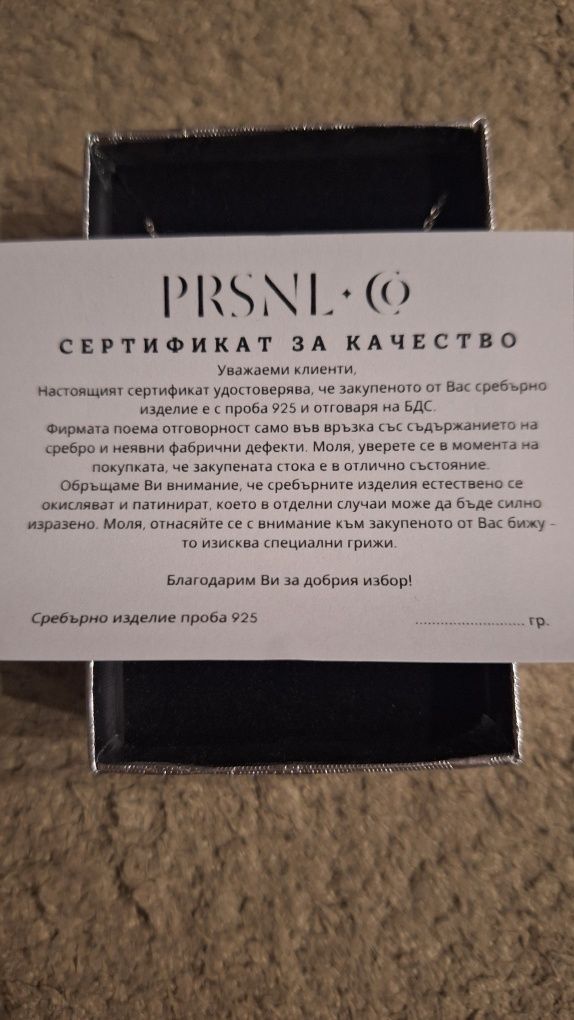 PRSNL · CO
СЕРТИФИКАТ ЗА КАЧЕСТВО
Уважаеми клиенти,
Настоящият сертификат удостоверява, че закупеното от Вас сребърно
изделие е с проба 925 и отговаря на БДС.
Фирмата поема отговорност само във връзка със съдържанието на
сребро и неявни фабрични дефекти. Моля, уверете се в момента на
покупката, че закупената стока е в отлично състояние.
Обръщаме Ви внимание, че сребърните изделия естествено се
окисляват и патинират, което в отделни случаи може да бъде силно
изразено. Моля, отнасяйте се с внимание към закупеното от Вас бижу -
то изисква специални грижи.
Благодарим Ви за добрия избор!
Сребърно изделие проба 925 .......................... гр.